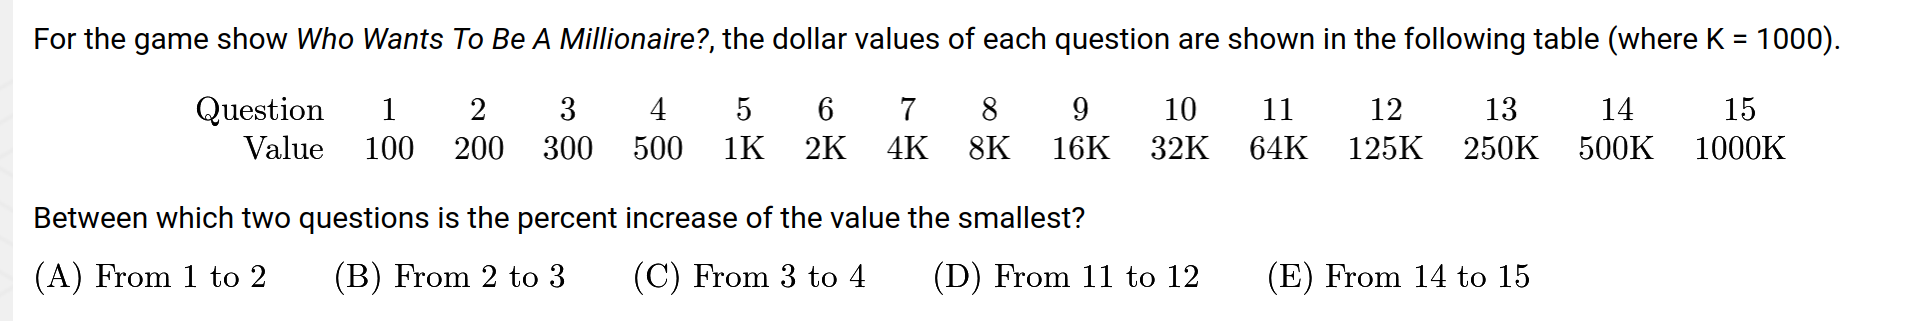 For the game show Who Wants To Be A Millionaire?, the dollar values of each question are shown in the following table (where K = 1000).
Question 1 2 3 4 5 6 7 8 9 10 11 12 13 14 15
Value 100 200 300 500 1K 2K 4K 8K 16K 32K 64K 125K 250K 500K 1000K
Between which two questions is the percent increase of the value the smallest?
(A) From 1 to 2 (B) From 2 to 3 (C) From 3 to 4 (D) From 11 to 12 (E) From 14 to 15